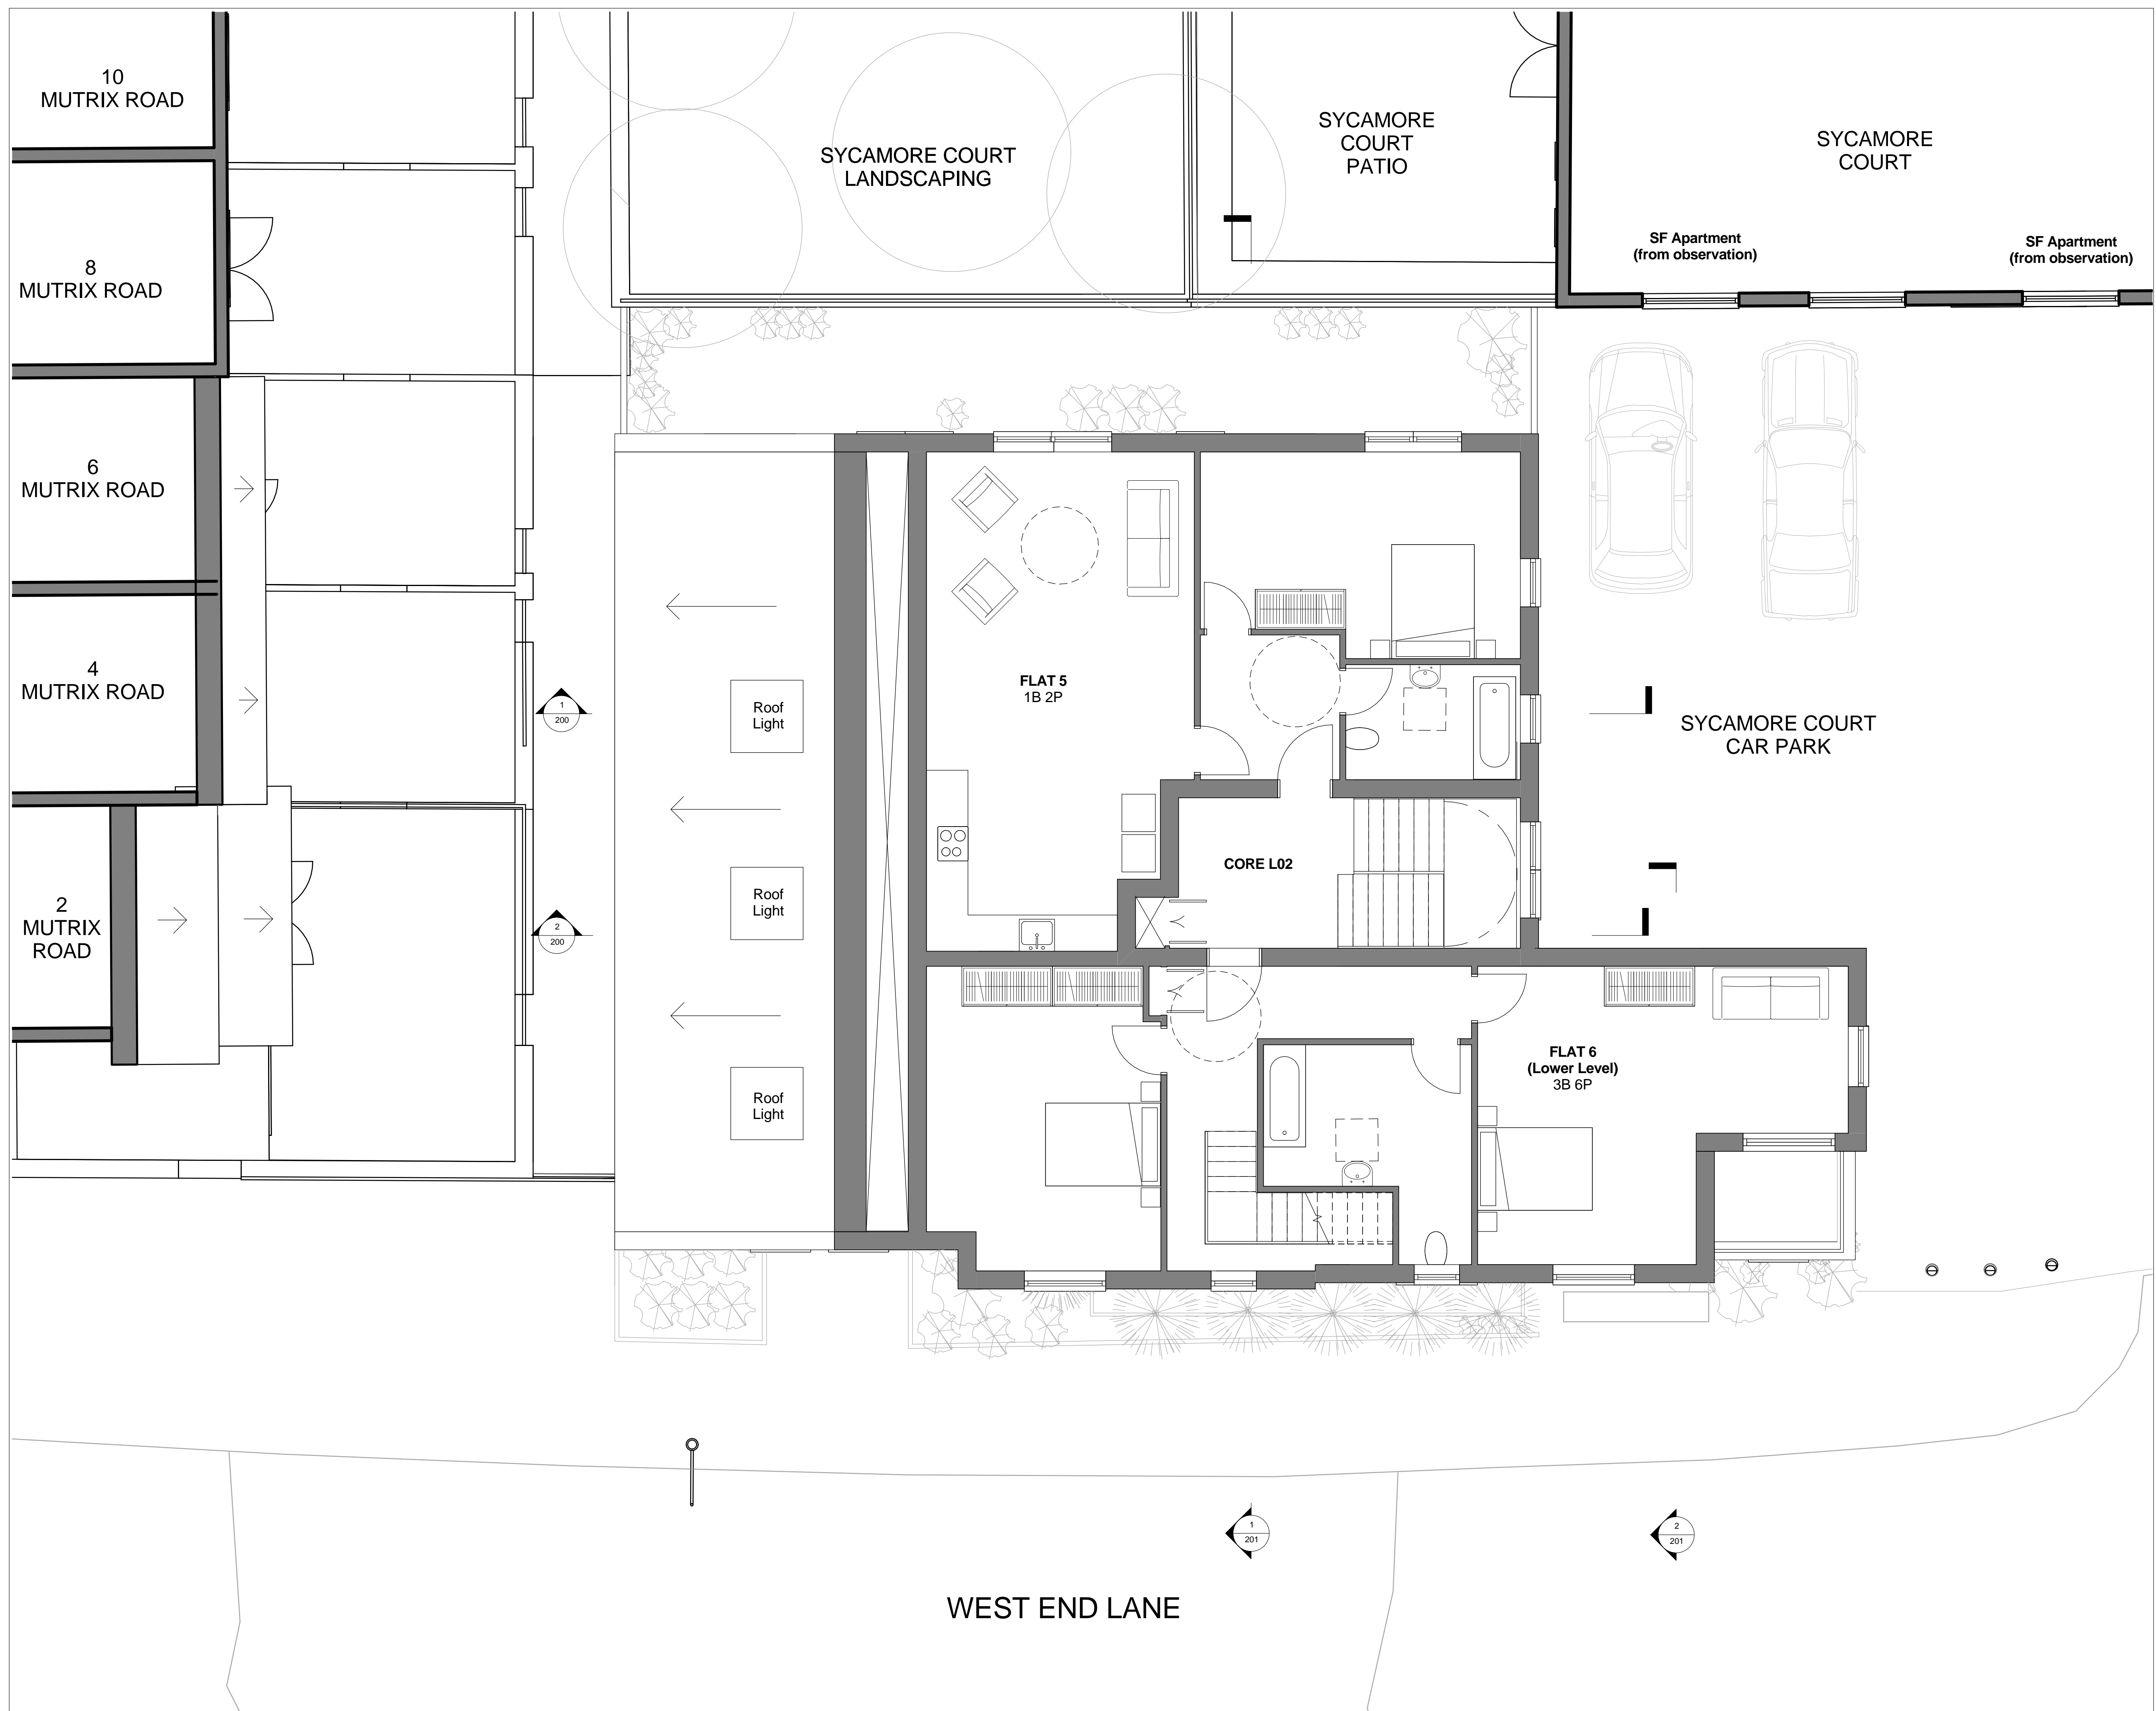 10
MUTRIX ROAD
SYCAMORE COURT
LANDSCAPING
SYCAMORE
COURT
PATIO
SYCAMORE
COURT
SF Apartment
(from observation)
SF Apartment
(from observation)
8
MUTRIX ROAD
6
MUTRIX ROAD
4
MUTRIX ROAD
2
MUTRIX
ROAD
1
200
2
200
Roof
Light
Roof
Light
Roof
Light
FLAT 5
1B 2P
CORE L02
SYCAMORE COURT
CAR PARK
FLAT 6
(Lower Level)
3B 6P
1
201
2
201
WEST END LANE